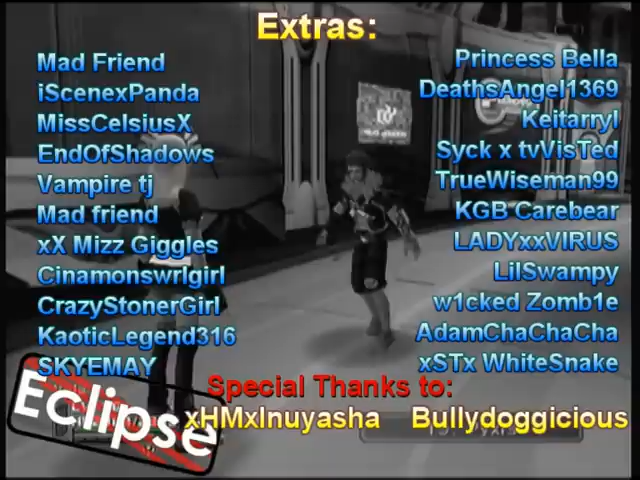 Extras:
Mad Friend
iScenexPanda
MissCelsiusX
EndOfShadows
Vampire tj
Mad friend
xX Mizz Giggles
Cinamonswrlgirl
CrazyStonerGirl
KaoticLegend316
SKYEMAY
Princess Bella
DeathsAngel1369
Keitarryl
Syck x tvVisTed
TrueWiseman99
KGB Carebear
LADYxxVIRUS
LilSwampy
w1cked Zomb1e
AdamChaChaCha
xSTx WhiteSnake
Special Thanks to:
xHMxInuyasha Bullydoggicious
Eclipse